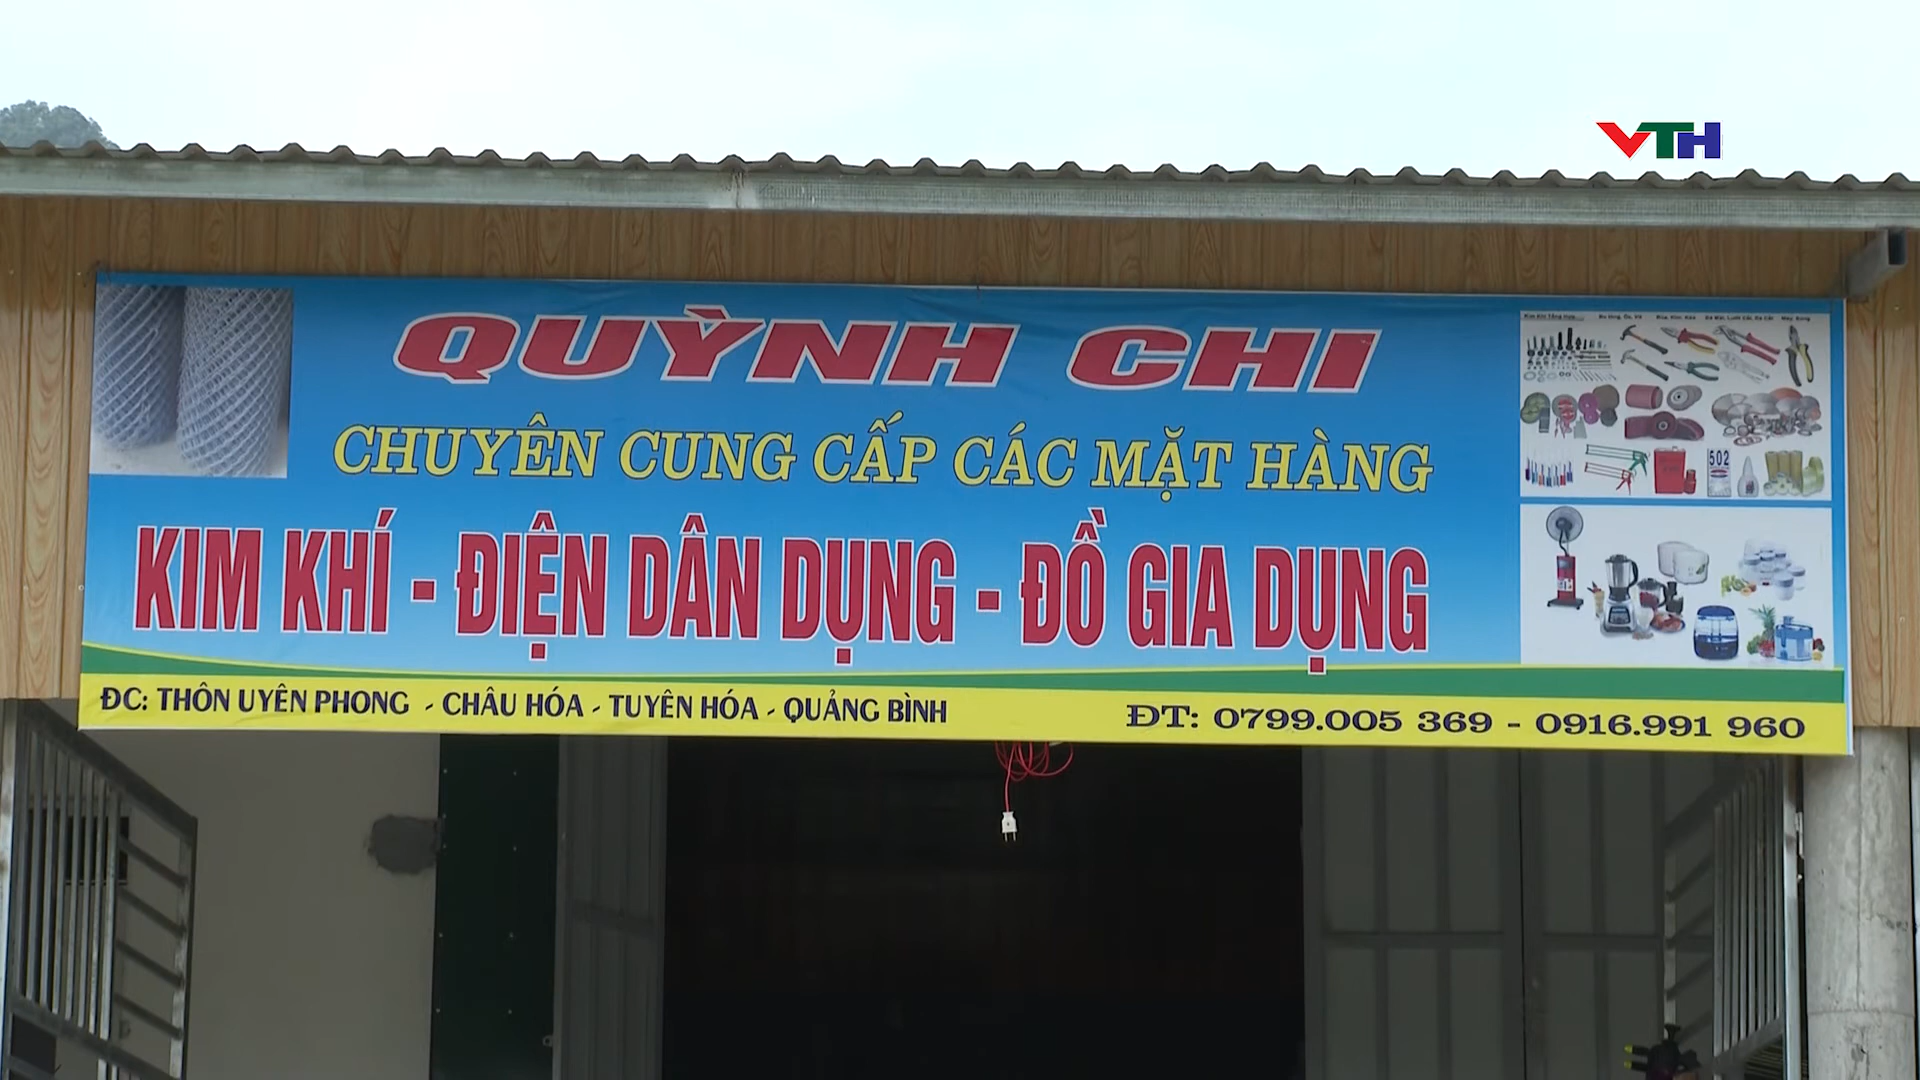 VTH
QUỲNH CHI
CHUYÊN CUNG CẤP CÁC MẶT HÀNG
KIM KHÍ - ĐIỆN DÂN DỤNG - ĐỒ GIA DỤNG
ĐC: THÔN UYÊN PHONG - CHÂU HÓA - TUYÊN HÓA - QUẢNG BÌNH
ĐT: 0799.005 369 - 0916.991 960
502